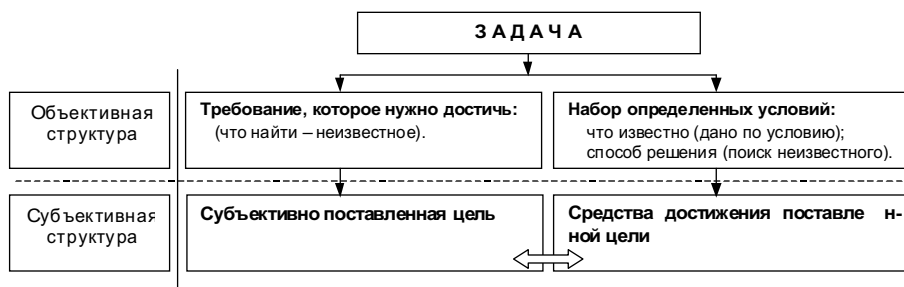 ЗАДАЧА
Объективная
структура
Требование, которое нужно достичь:
(что найти – неизвестное).
Набор определенных условий:
что известно (дано по условию);
способ решения (поиск неизвестного).
Субъективная
структура
Субъективно поставленная цель
Средства достижения поставле н-
ной цели